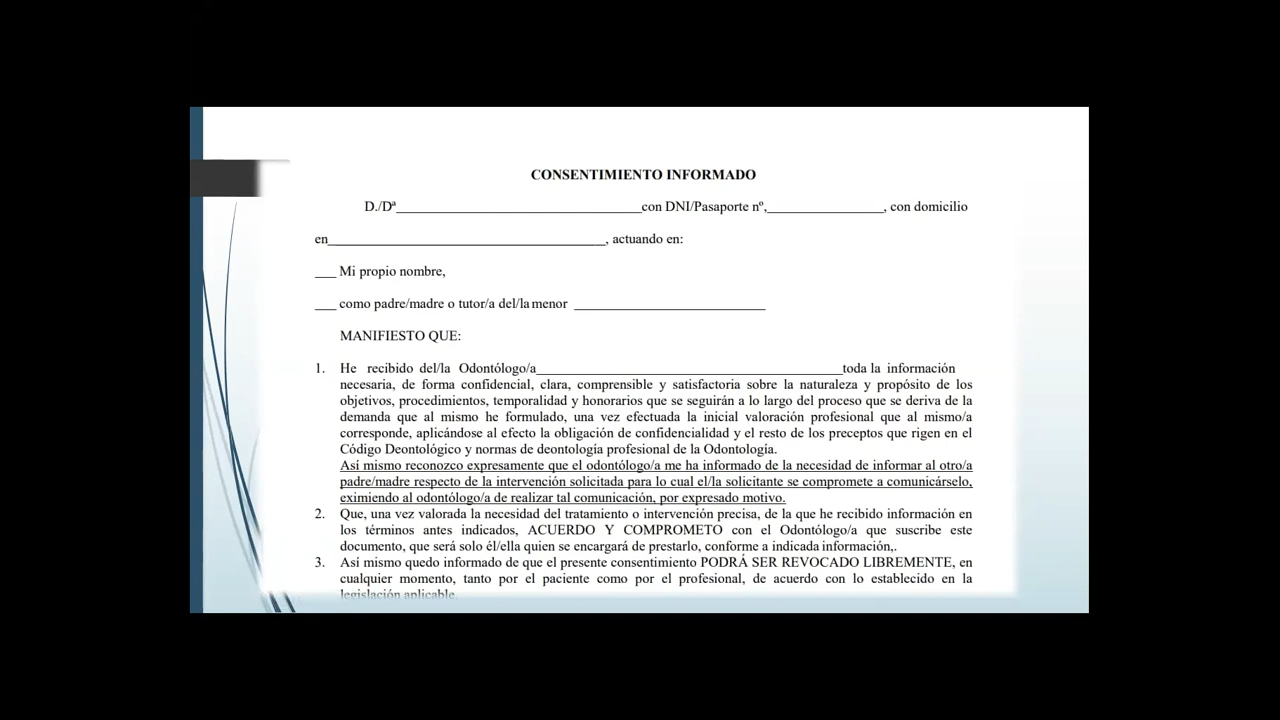 CONSENTIMIENTO INFORMADO
D./Dª__________________________________con DNI/Pasaporte nº,________________, con domicilio
en______________________________________, actuando en:
___ Mi propio nombre,
___ como padre/madre o tutor/a del/la menor __________________________
MANIFIESTO QUE:
1. He recibido del/la Odontólogo/a__________________________________________toda la información
necesaria, de forma confidencial, clara, comprensible y satisfactoria sobre la naturaleza y propósito de los
objetivos, procedimientos, temporalidad y honorarios que se seguirán a lo largo del proceso que se deriva de la
demanda que al mismo he formulado, una vez efectuada la inicial valoración profesional que al mismo/a
corresponde, aplicándose al efecto la obligación de confidencialidad y el resto de los preceptos que rigen en el
Código Deontológico y normas de deontología profesional de la Odontología.
Así mismo reconozco expresamente que el odontólogo/a me ha informado de la necesidad de informar al otro/a
padre/madre respecto de la intervención solicitada para lo cual el/la solicitante se compromete a comunicárselo,
eximiendo al odontólogo/a de realizar tal comunicación, por expresado motivo.
2. Que, una vez valorada la necesidad del tratamiento o intervención precisa, de la que he recibido información en
los términos antes indicados, ACUERDO Y COMPROMETO con el Odontólogo/a que suscribe este
documento, que será solo él/ella quien se encargará de prestarlo, conforme a indicada información,.
3. Así mismo quedo informado de que el presente consentimiento PODRÁ SER REVOCADO LIBREMENTE, en
cualquier momento, tanto por el paciente como por el profesional, de acuerdo con lo establecido en la
legislación aplicable.